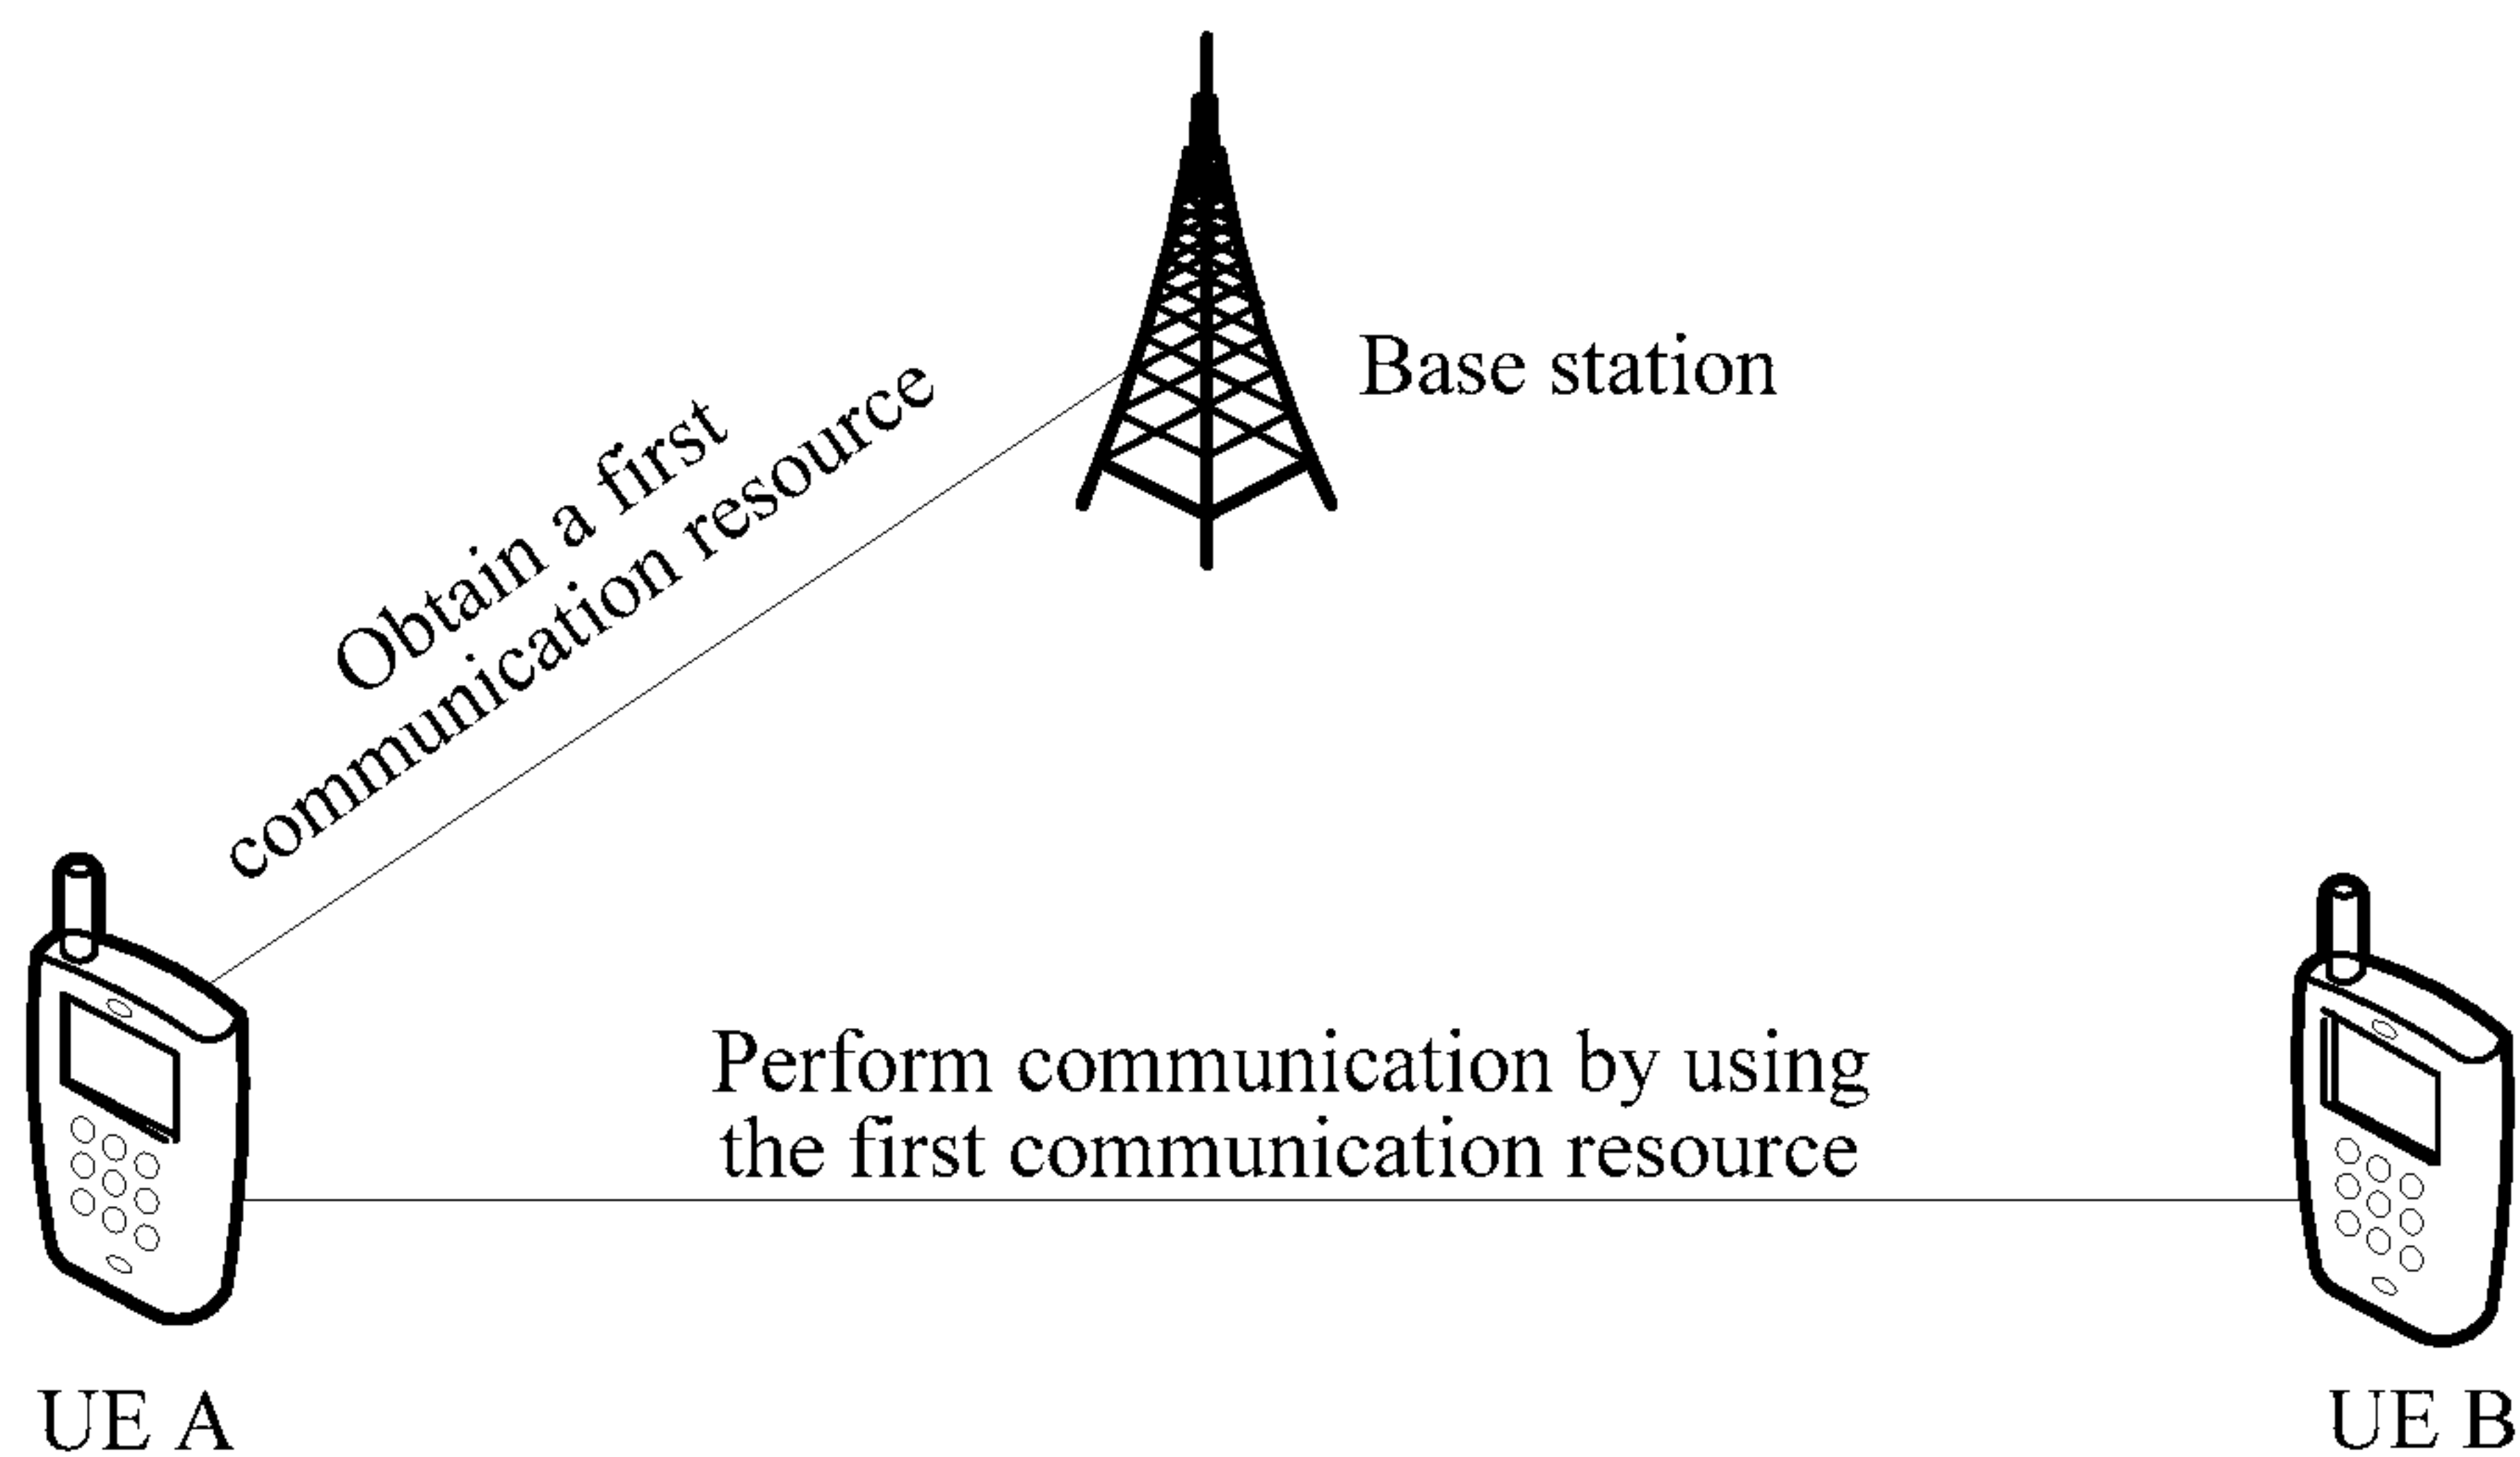 Base station
Obtain a first
communication resource
Perform communication by using
the first communication resource
UE A
UE B